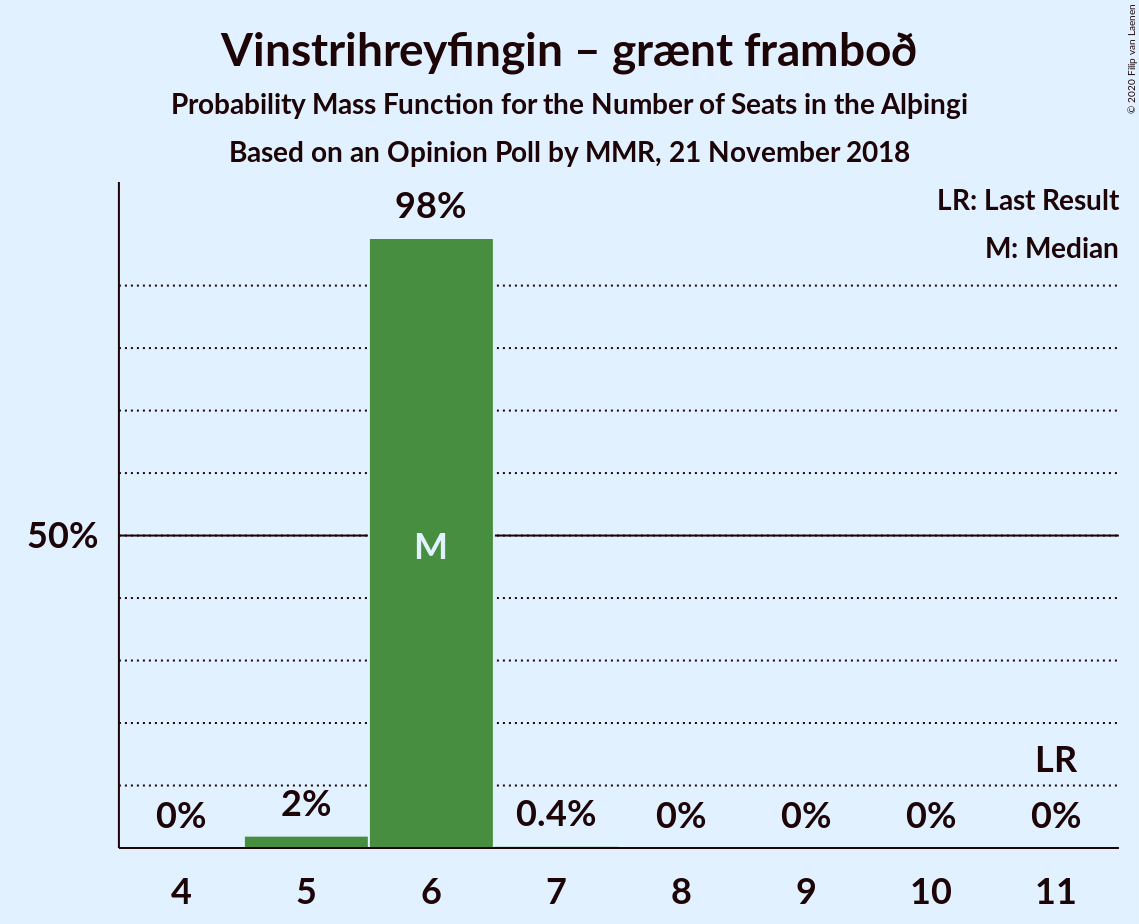 Vinstrihreyfingin – grænt framboð
Probability Mass Function for the Number of Seats in the Alþingi
Based on an Opinion Poll by MMR, 21 November 2018
© 2020 Filip van Laenen
LR: Last Result
M: Median
98%
50%
M
LR
0%
2%
0.4%
0%
0%
0%
0%
4
5
6
7
8
9
10
11